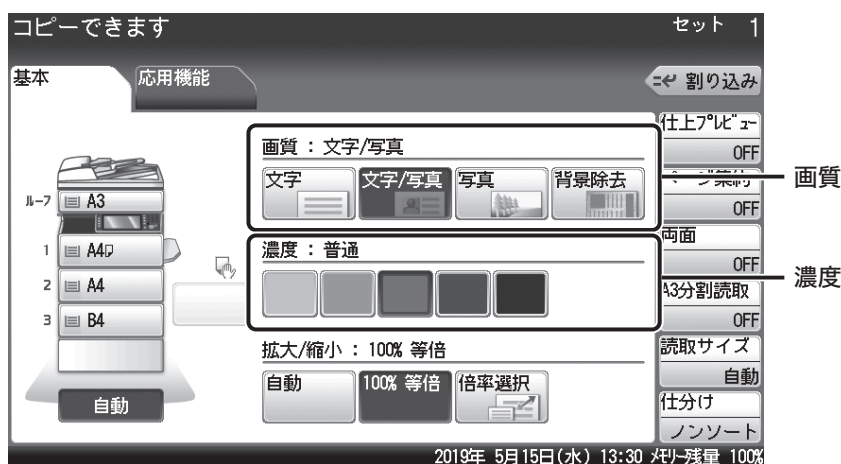 コピーできます セット 1
基本 応用機能 割り込み
画質 : 文字/写真
文字 文字/写真 写真 背景除去
濃度 : 普通
拡大/縮小 : 100% 等倍
自動 100% 等倍 倍率選択
ループ A3
1 A4
2 A4
3 B4
自動
仕上プレビュー
OFF
ページ集約
OFF
両面
OFF
A3分割読取
OFF
読取サイズ
自動
仕分け
ノンソート
画質
濃度
2019年 5月15日(水) 13:30 メモリー残量 100%